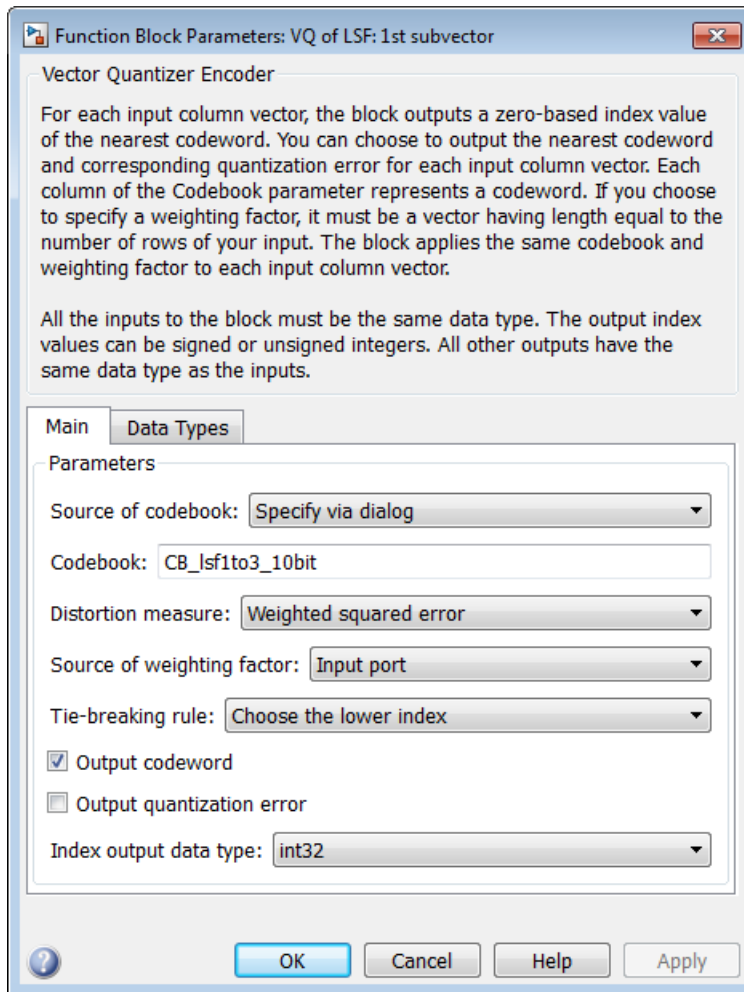 Function Block Parameters: VQ of LSF: 1st subvector
Vector Quantizer Encoder
For each input column vector, the block outputs a zero-based index value
of the nearest codeword. You can choose to output the nearest codeword
and corresponding quantization error for each input column vector. Each
column of the Codebook parameter represents a codeword. If you choose
to specify a weighting factor, it must be a vector having length equal to the
number of rows of your input. The block applies the same codebook and
weighting factor to each input column vector.
All the inputs to the block must be the same data type. The output index
values can be signed or unsigned integers. All other outputs have the
same data type as the inputs.
Main Data Types
Parameters
Source of codebook: Specify via dialog
Codebook: CB_lsf1to3_10bit
Distortion measure: Weighted squared error
Source of weighting factor: Input port
Tie-breaking rule: Choose the lower index
Output codeword
Output quantization error
Index output data type: int32
? OK Cancel Help Apply